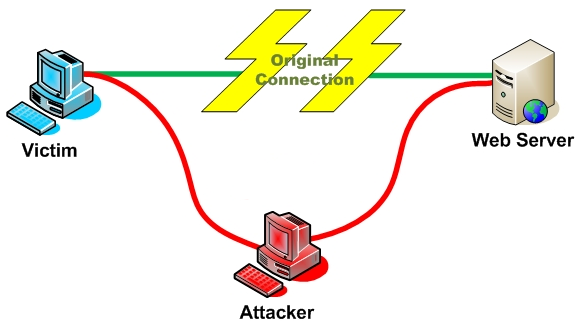 Original
Connection
Victim
Web Server
Attacker